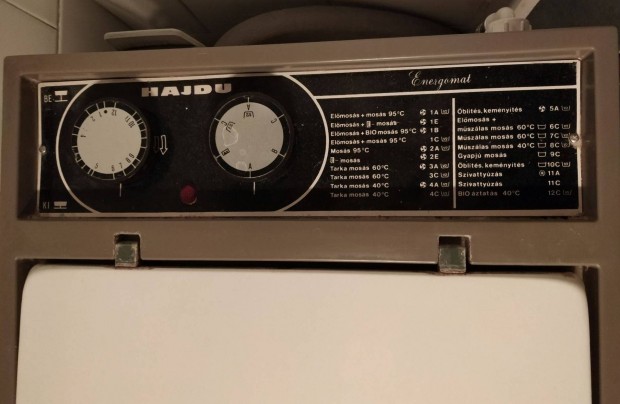 HAJDU
Energomat
BE
KI
Előmosás + mosás 95°C 1A
Előmosás + E - mosás 1E
Előmosás + BIO mosás 95°C 1B
Előmosás + mosás 95°C 1C
Mosás 95°C 2A
E - mosás 2E
Tarka mosás 60°C 3A
Tarka mosás 60°C 3C
Tarka mosás 40°C 4A
Tarka mosás 40°C 4C
Öblítés, keményítés 5A
Előmosás +
műszálas mosás 60°C 6C
Műszálas mosás 60°C 7C
Műszálas mosás 40°C 8C
Gyapjú mosás 9C
Öblítés, keményítés 10C
Szivattyúzás 11A
Szivattyúzás 11C
BIO áztatás 40°C 12C